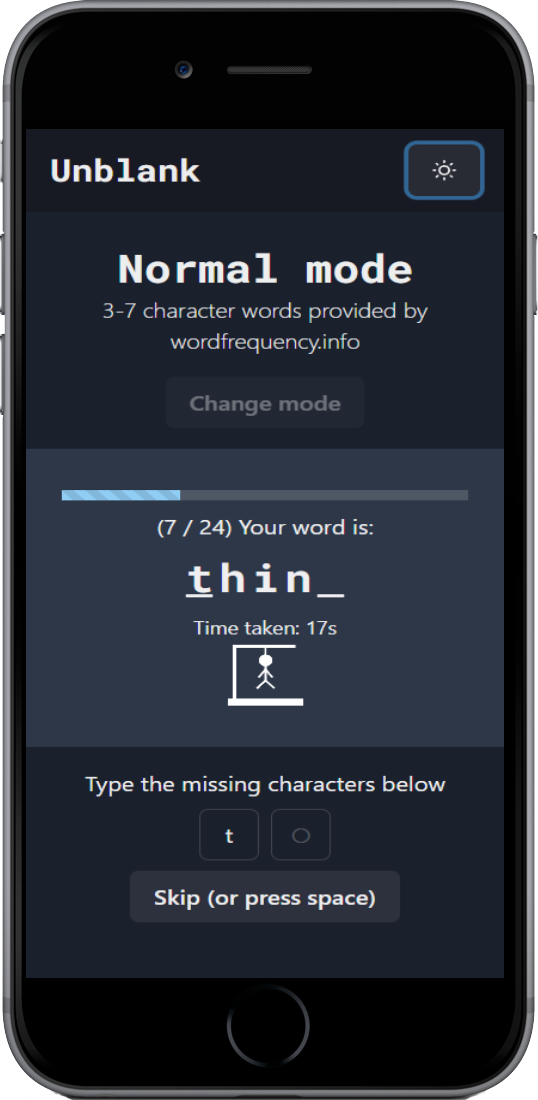 Unblank
Normal mode
3-7 character words provided by
wordfrequency.info
Change mode
(7 / 24) Your word is:
thin_
Time taken: 17s
Type the missing characters below
t
Skip (or press space)